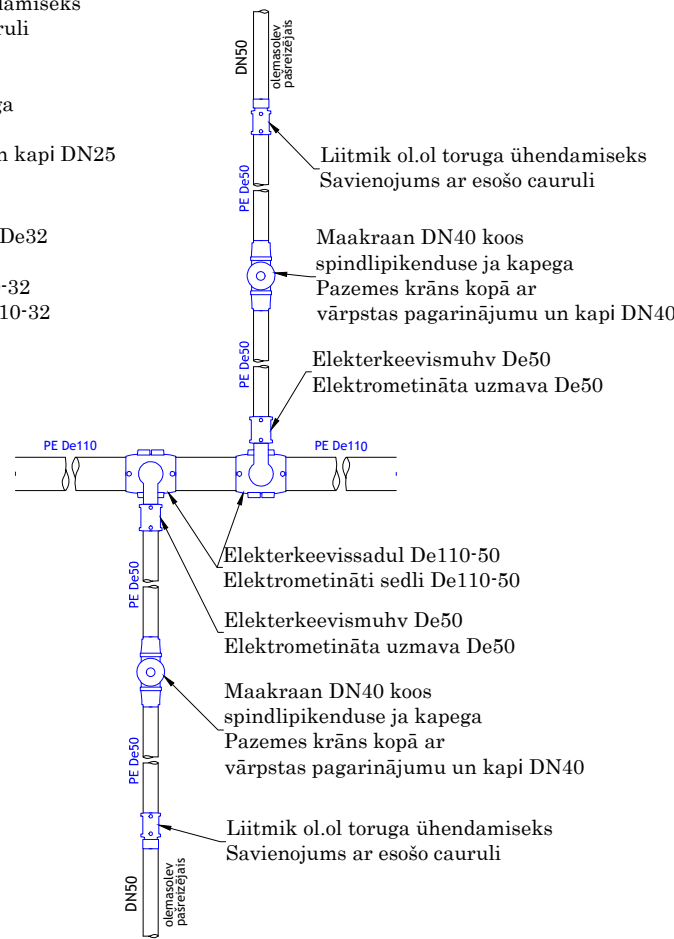 damiseks
ruli
ga
n kapi DN25
De32
-32
10-32
DN50
olemasolev
pašreizējais
Liitmik ol.ol toruga ühendamiseks
Savienojums ar esošo cauruli
PE De50
Maakraan DN40 koos
spindlipikenduse ja kapega
Pazemes krāns kopā ar
vārpstas pagarinājumu un kapi DN40
PE De50
Elekterkeevismuhv De50
Elektrometināta uzmava De50
PE De110
PE De110
Elekterkeevissadul De110-50
Elektrometināti sedli De110-50
PE De50
Elekterkeevismuhv De50
Elektrometināta uzmava De50
Maakraan DN40 koos
spindlipikenduse ja kapega
Pazemes krāns kopā ar
vārpstas pagarinājumu un kapi DN40
PE De50
Liitmik ol.ol toruga ühendamiseks
Savienojums ar esošo cauruli
DN50
olemasolev
pašreizējais